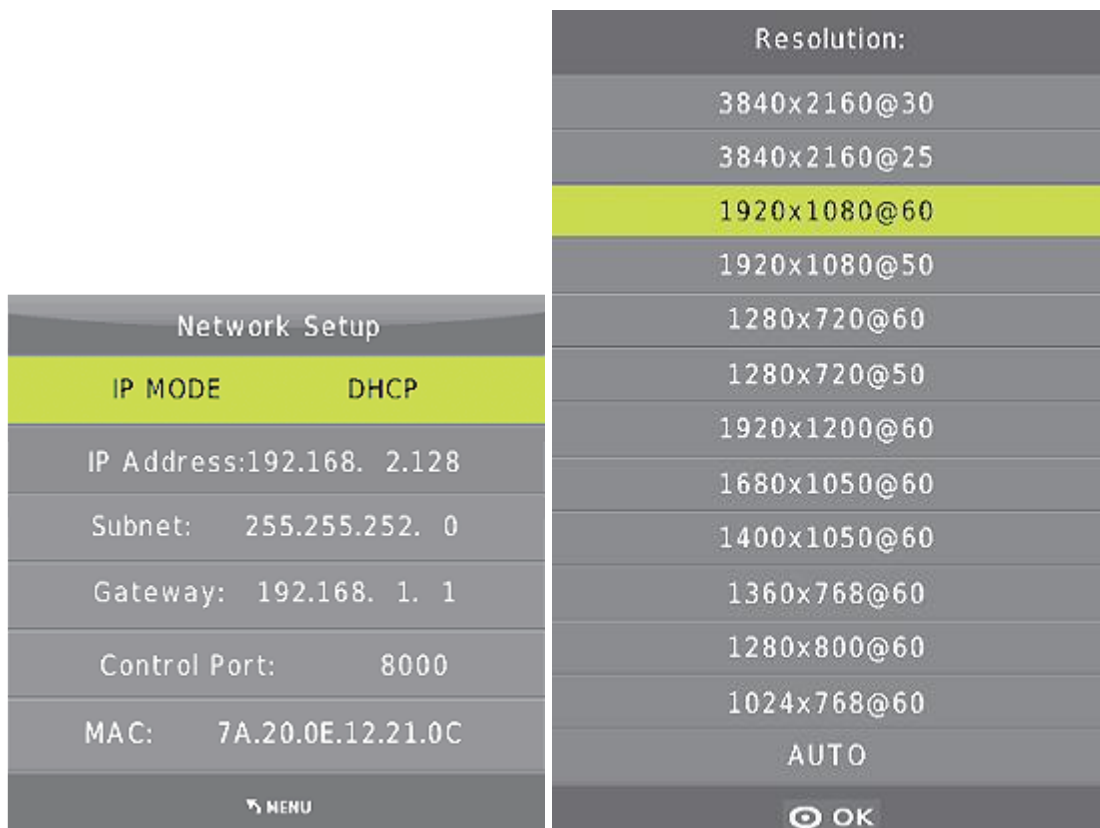 Network Setup
IP MODE DHCP
IP Address:192.168. 2.128
Subnet: 255.255.252. 0
Gateway: 192.168. 1. 1
Control Port: 8000
MAC: 7A.20.0E.12.21.0C
MENU
Resolution:
3840x2160@30
3840x2160@25
1920x1080@60
1920x1080@50
1280x720@60
1280x720@50
1920x1200@60
1680x1050@60
1400x1050@60
1360x768@60
1280x800@60
1024x768@60
AUTO
OK